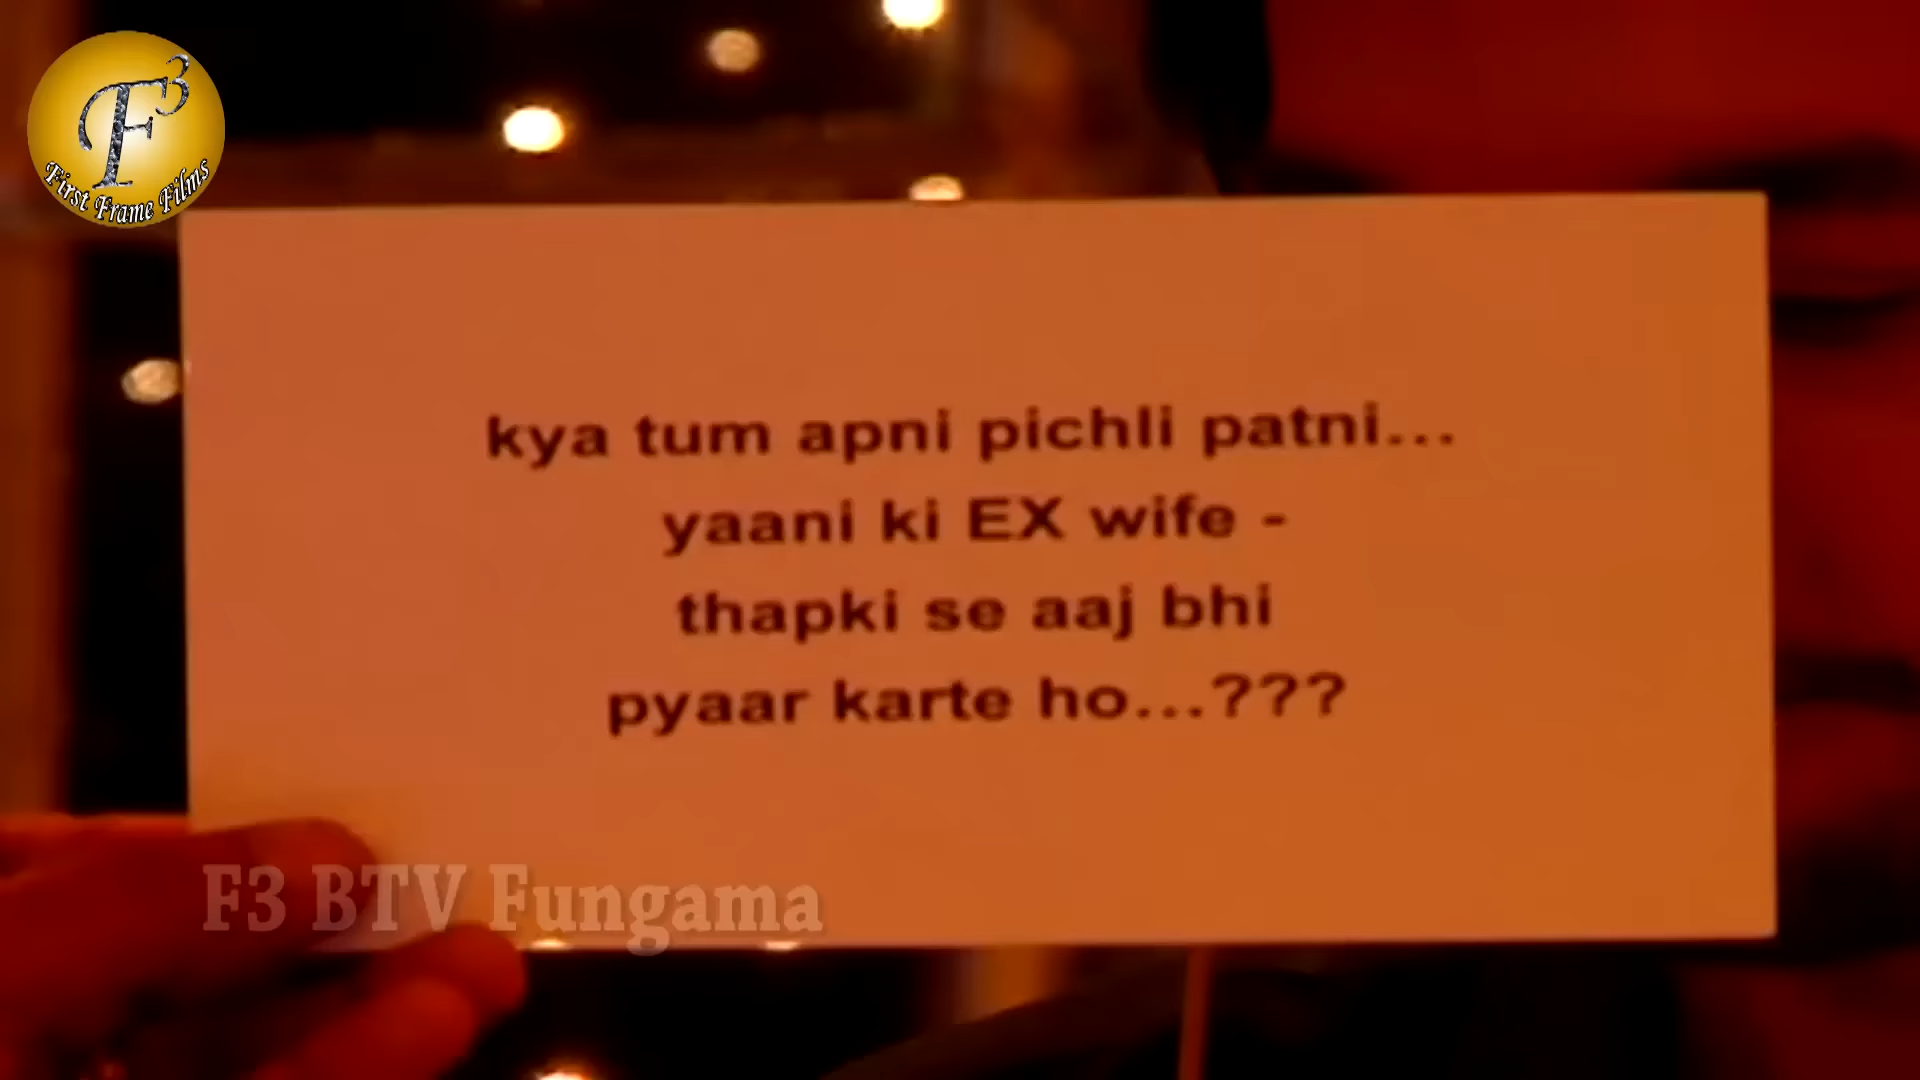 F3
First Frame Films
kya tum apni pichli patni...
yaani ki EX wife -
thapki se aaj bhi
pyaar karte ho...???
F3 BTV Fungama